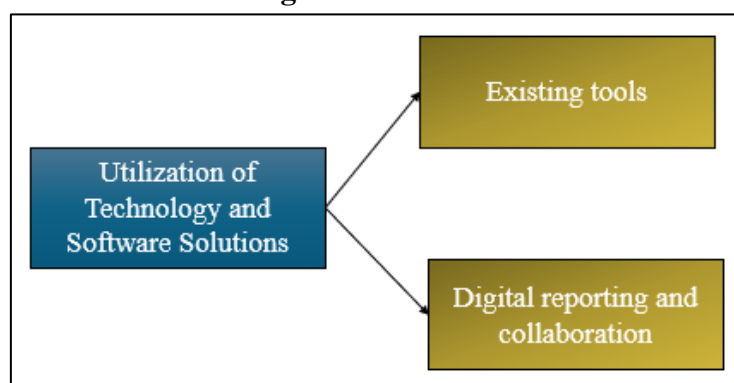 Existing tools
Utilization of
Technology and
Software Solutions
Digital reporting and
collaboration